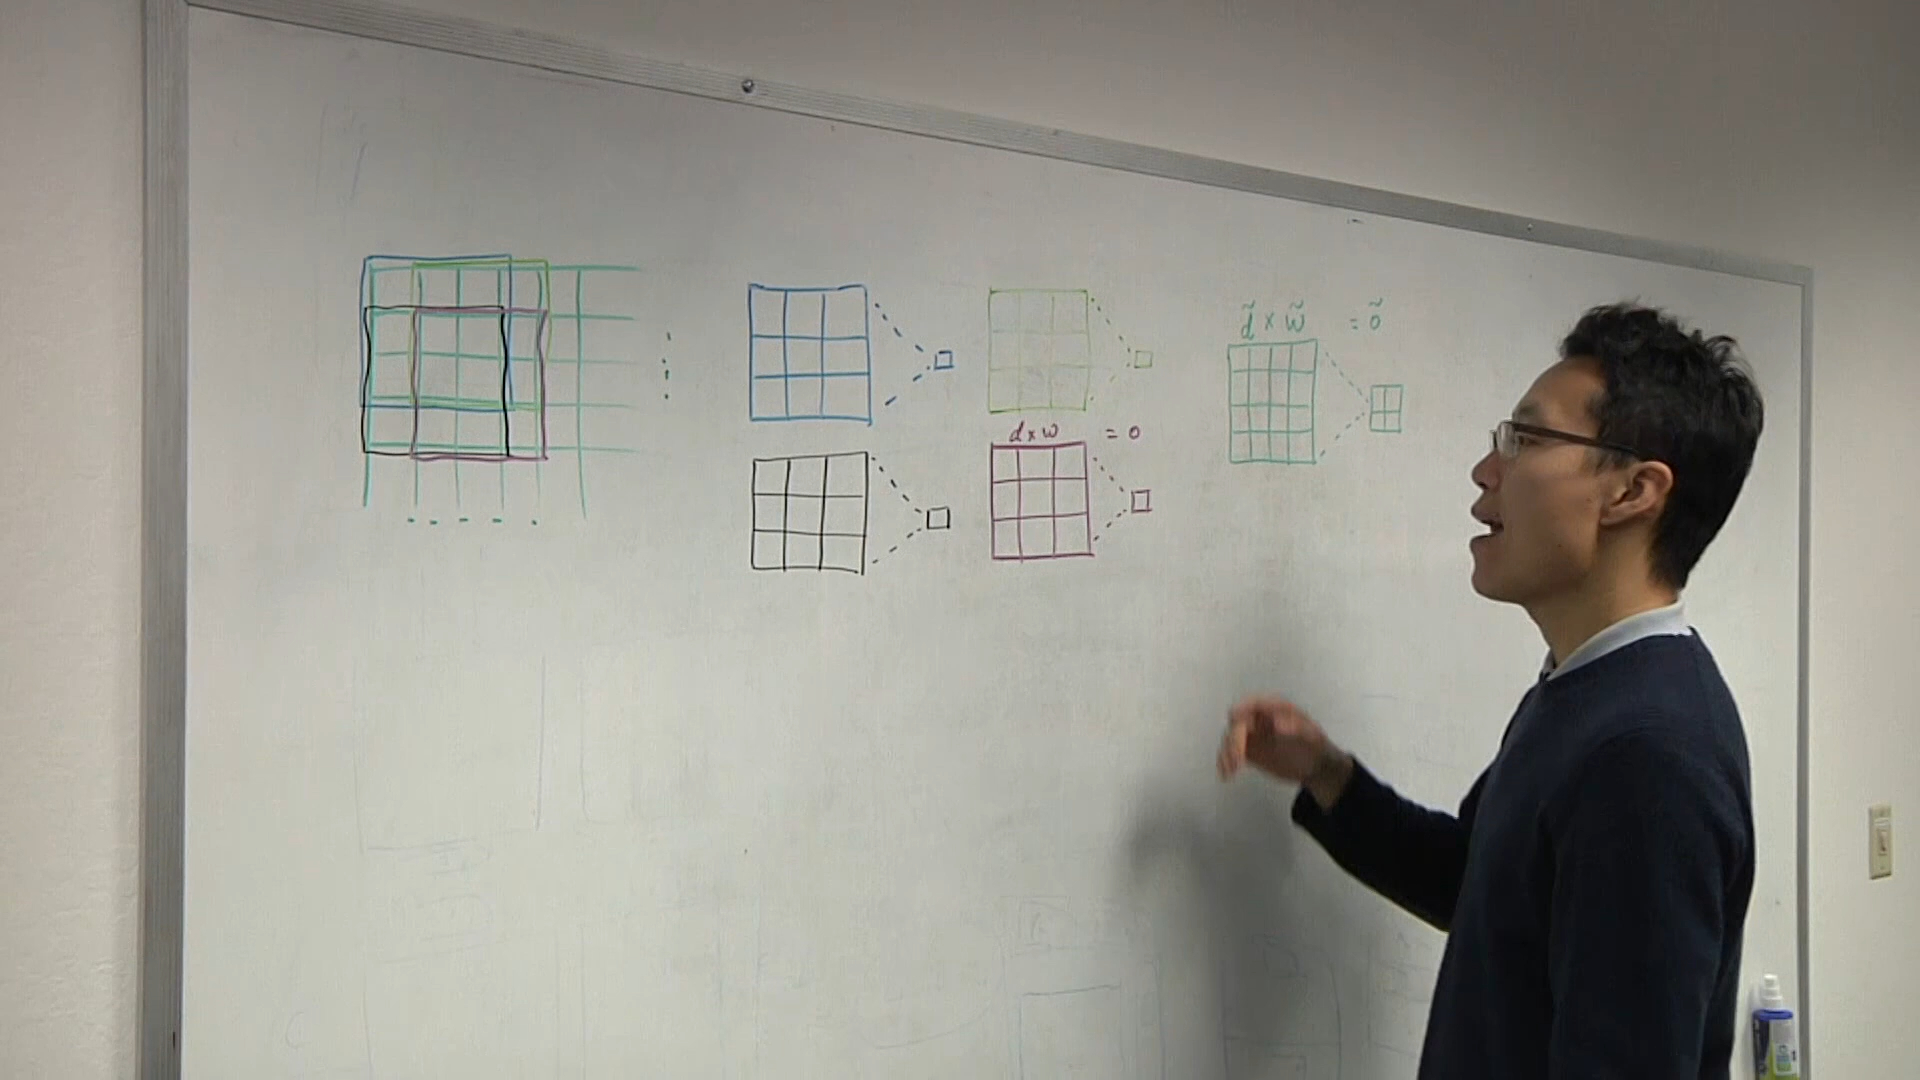 d̃ × w̃ = õ
d × w = o